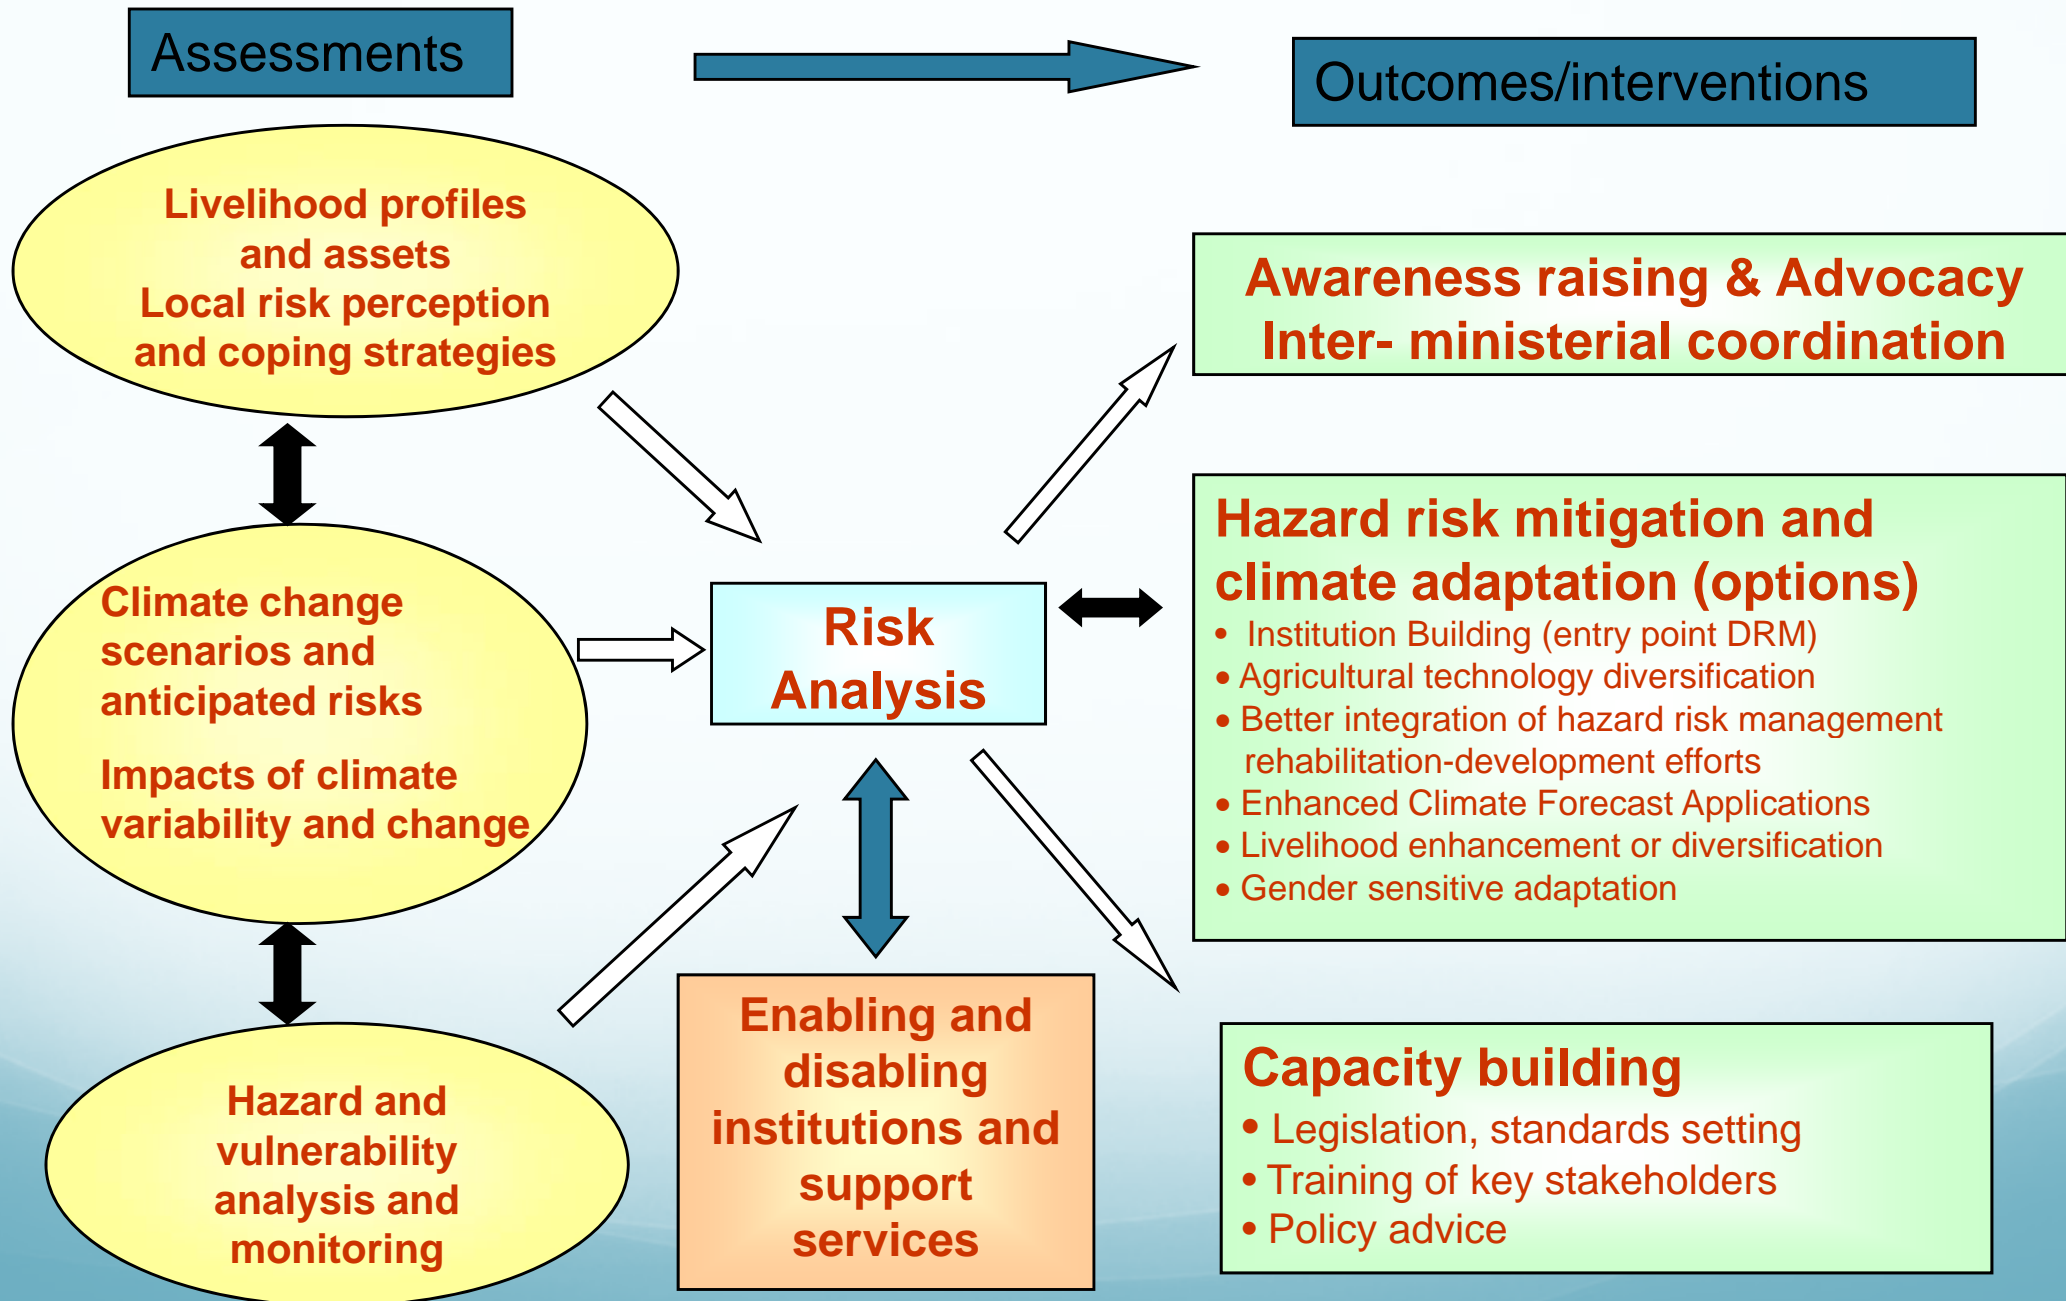 Assessments
Outcomes/interventions
Livelihood profiles
and assets
Local risk perception
and coping strategies
Climate change
scenarios and
anticipated risks
Impacts of climate
variability and change
Hazard and
vulnerability
analysis and
monitoring
Risk
Analysis
Enabling and
disabling
institutions and
support
services
Awareness raising & Advocacy
Inter- ministerial coordination
Hazard risk mitigation and
climate adaptation (options)
• Institution Building (entry point DRM)
• Agricultural technology diversification
• Better integration of hazard risk management
rehabilitation-development efforts
• Enhanced Climate Forecast Applications
• Livelihood enhancement or diversification
• Gender sensitive adaptation
Capacity building
• Legislation, standards setting
• Training of key stakeholders
• Policy advice